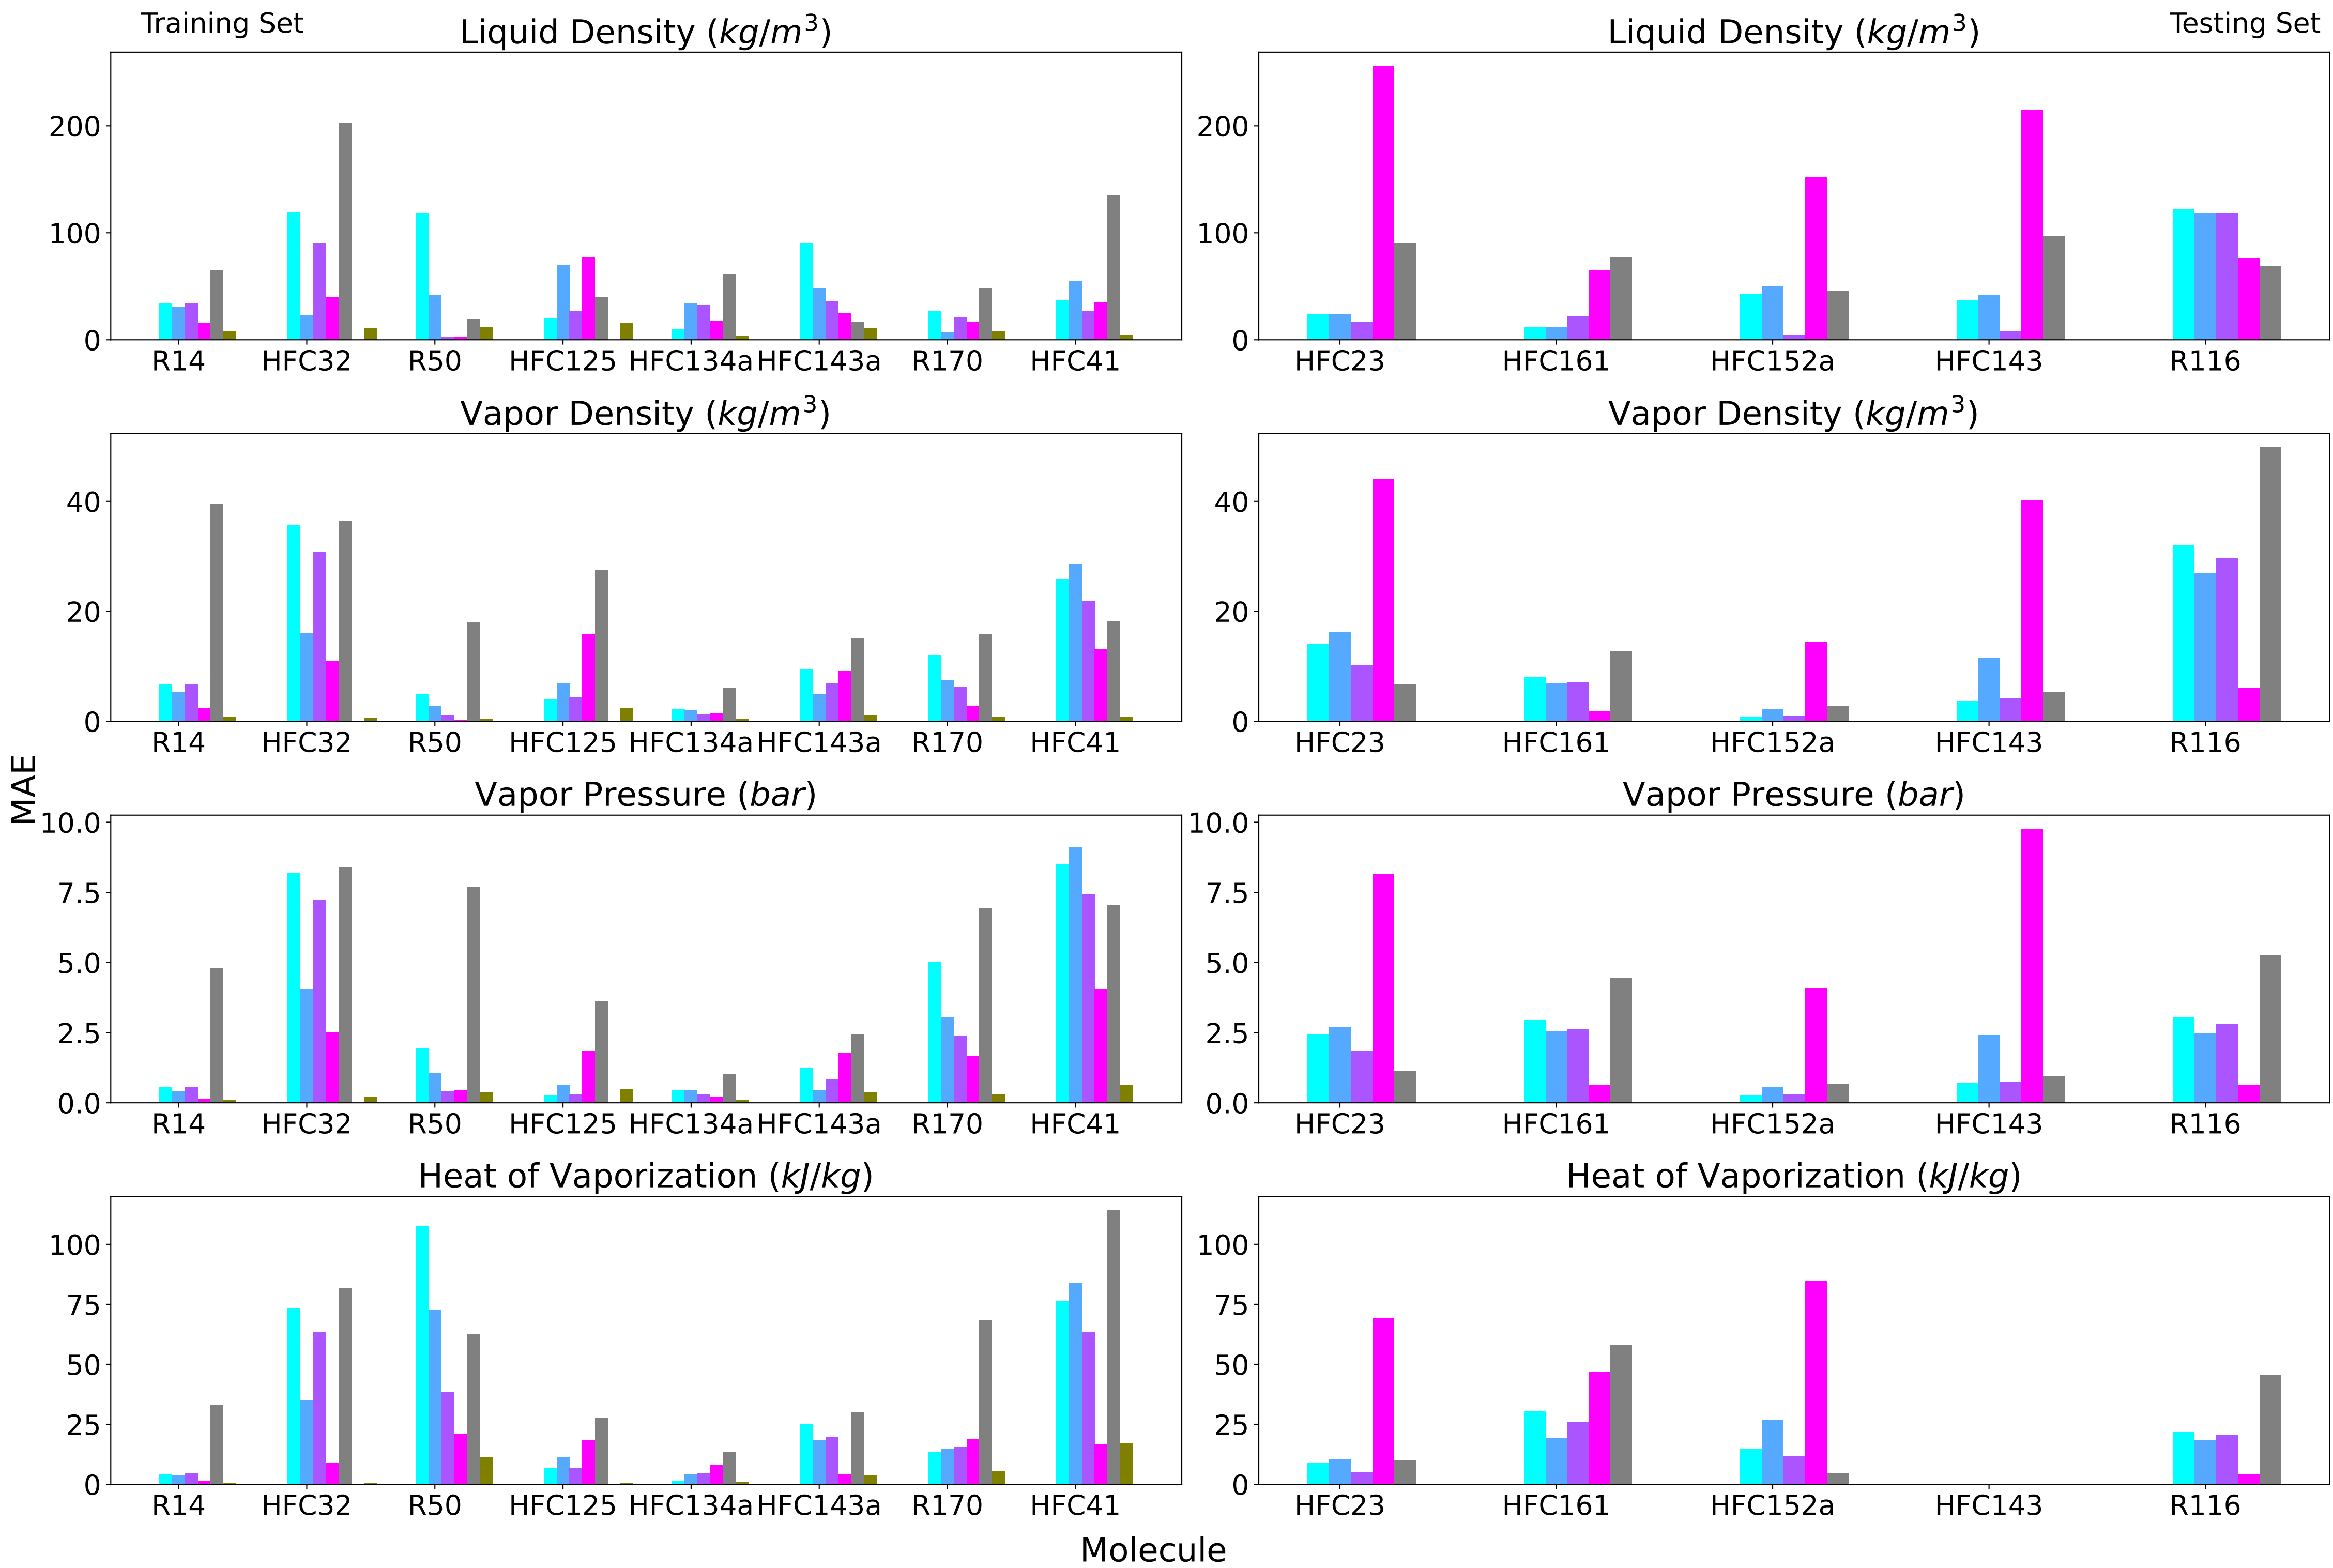 Training Set
Testing Set
Liquid Density (kg/m³)
200
100
0
R14 HFC32 R50 HFC125 HFC134a HFC143a R170 HFC41
Liquid Density (kg/m³)
200
100
0
HFC23 HFC161 HFC152a HFC143 R116
Vapor Density (kg/m³)
40
20
0
R14 HFC32 R50 HFC125 HFC134a HFC143a R170 HFC41
Vapor Density (kg/m³)
40
20
0
HFC23 HFC161 HFC152a HFC143 R116
MAE
Vapor Pressure (bar)
10.0
7.5
5.0
2.5
0.0
R14 HFC32 R50 HFC125 HFC134a HFC143a R170 HFC41
Vapor Pressure (bar)
10.0
7.5
5.0
2.5
0.0
HFC23 HFC161 HFC152a HFC143 R116
Heat of Vaporization (kJ/kg)
100
75
50
25
0
R14 HFC32 R50 HFC125 HFC134a HFC143a R170 HFC41
Heat of Vaporization (kJ/kg)
100
75
50
25
0
HFC23 HFC161 HFC152a HFC143 R116
Molecule